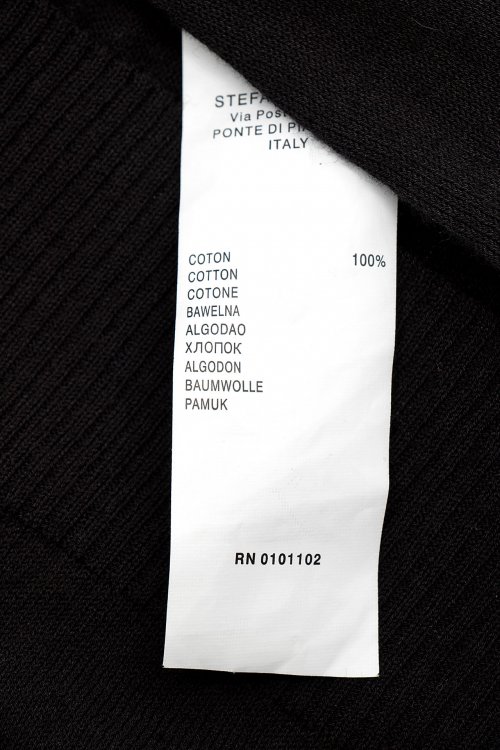 Via
PONTE DI
ITALY
COTON 100%
COTTON
COTONE
BAWELNA
ALGODAO
ХЛОПОК
ALGODON
BAUMWOLLE
PAMUK
RN 0101102